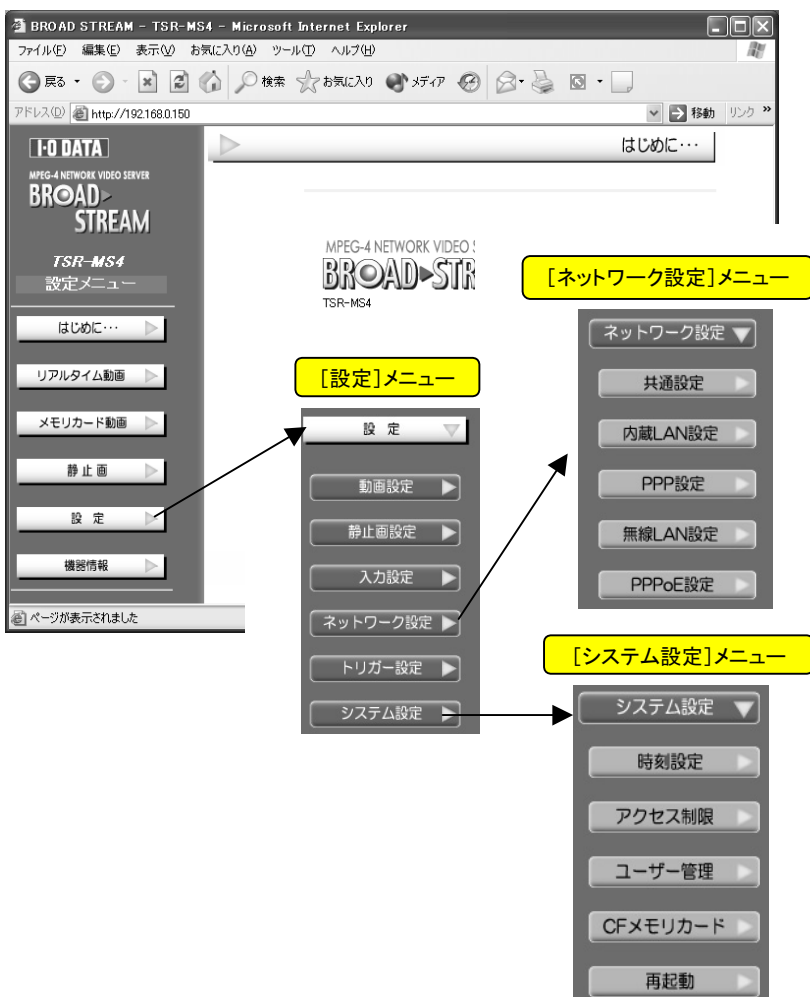 BROAD STREAM - TSR-MS4 - Microsoft Internet Explorer
ファイル(F) 編集(E) 表示(V) お気に入り(A) ツール(T) ヘルプ(H)
戻る 検索 お気に入り メディア
アドレス(D) http://192.168.0.150 移動 リンク »
I-O DATA
はじめに・・・
MPEG-4 NETWORK VIDEO SERVER
BROAD
STREAM
TSR-MS4
設定メニュー
はじめに・・・
リアルタイム動画
メモリカード動画
静止画
設 定
機器情報
ページが表示されました
MPEG-4 NETWORK VIDEO
BROAD STR
TSR-MS4
[設定]メニュー
設 定
動画設定
静止画設定
入力設定
ネットワーク設定
トリガー設定
システム設定
[ネットワーク設定]メニュー
ネットワーク設定
共通設定
内蔵LAN設定
PPP設定
無線LAN設定
PPPoE設定
[システム設定]メニュー
システム設定
時刻設定
アクセス制限
ユーザー管理
CFメモリカード
再起動